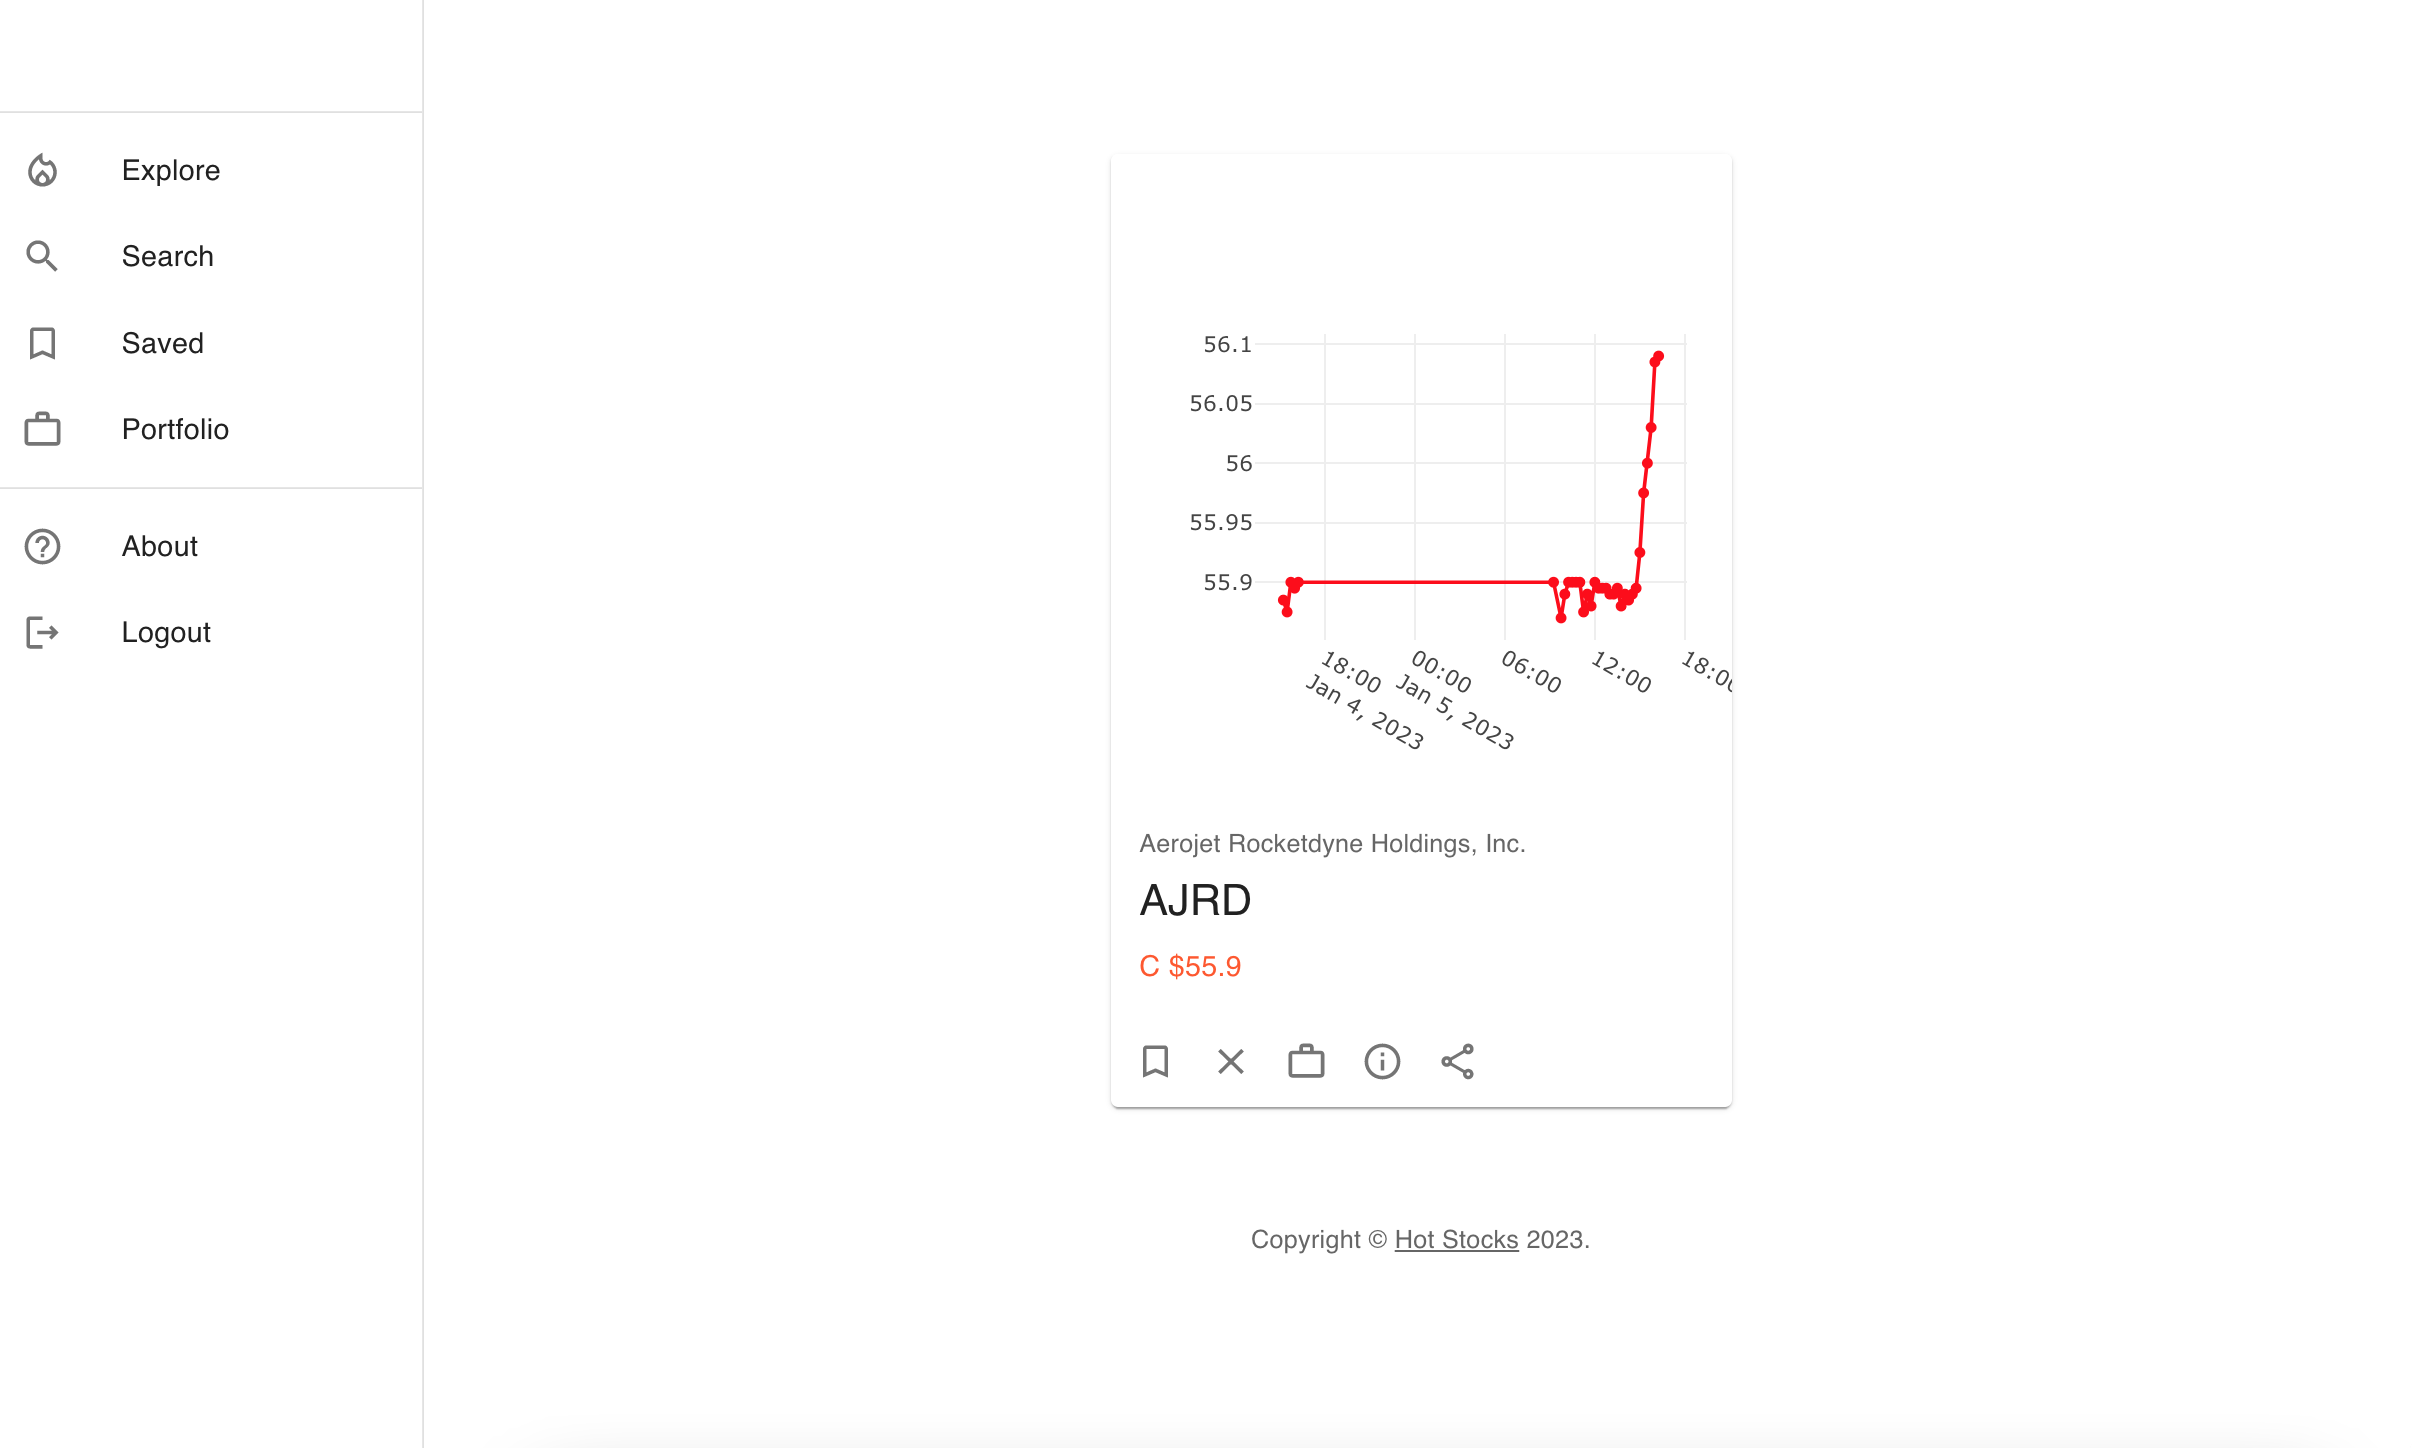 Explore
Search
Saved
Portfolio
About
Logout
56.1
56.05
56
55.95
55.9
18:00
Jan 4, 2023
00:00
Jan 5, 2023
06:00
12:00
18:00
Aerojet Rocketdyne Holdings, Inc.
AJRD
C $55.9
Copyright © Hot Stocks 2023.